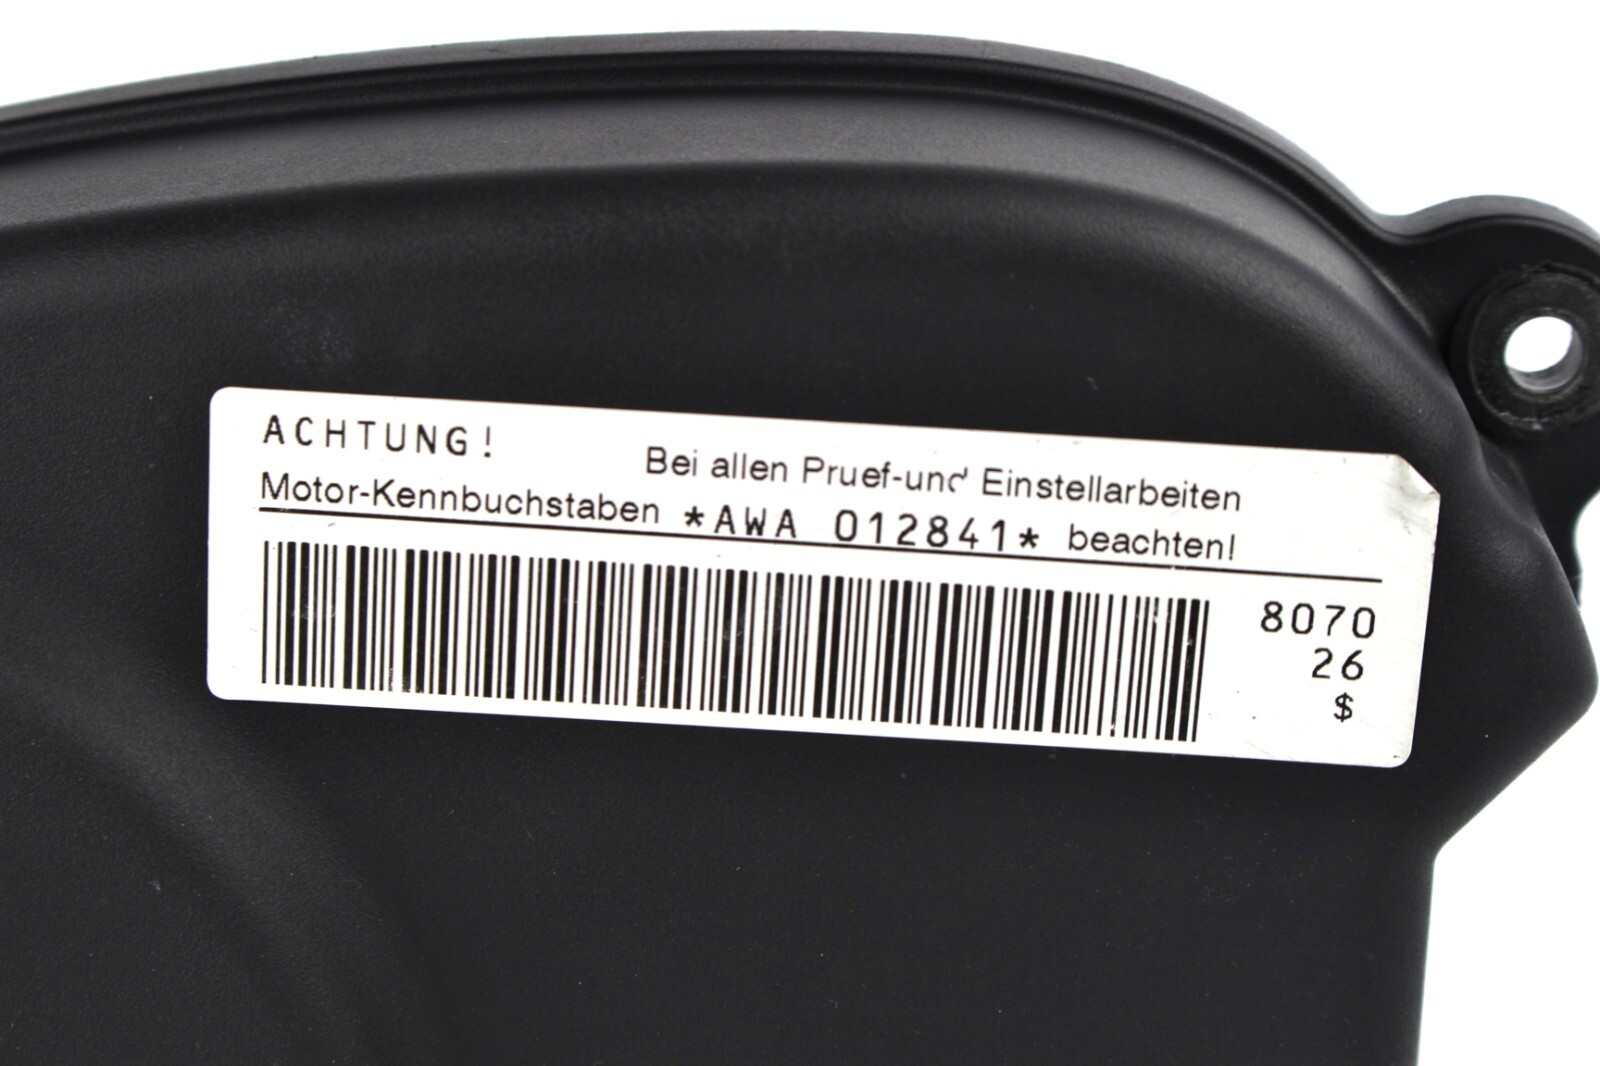 ACHTUNG! Bei allen Pruef-und Einstellarbeiten
Motor-Kennbuchstaben *AWA 012841* beachten!
8070
26
$